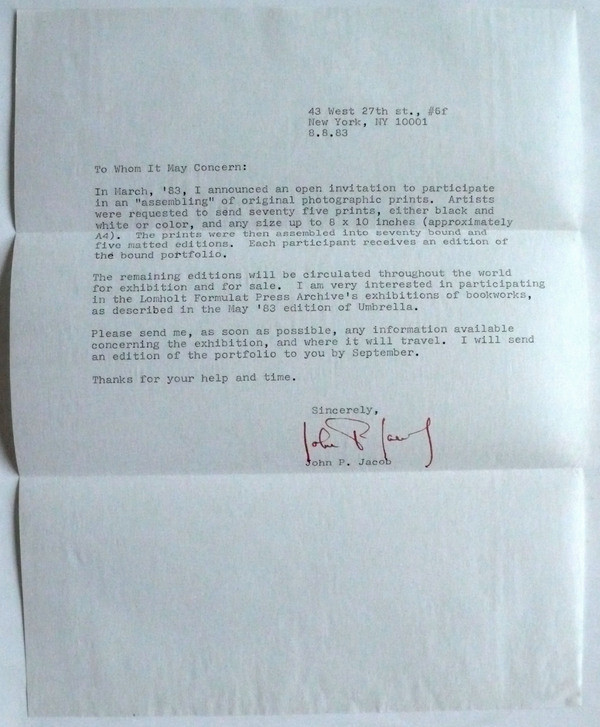 43 West 27th st., #6f
New York, NY 10001
8.8.83
To Whom It May Concern:
In March, '83, I announced an open invitation to participate
in an "assembling" of original photographic prints. Artists
were requested to send seventy five prints, either black and
white or color, and any size up to 8 x 10 inches (approximately
A4). The prints were then assembled into seventy bound and
five matted editions. Each participant receives an edition of
the bound portfolio.
The remaining editions will be circulated throughout the world
for exhibition and for sale. I am very interested in participating
in the Lomholt Formulat Press Archive's exhibitions of bookworks,
as described in the May '83 edition of Umbrella.
Please send me, as soon as possible, any information available
concerning the exhibition, and where it will travel. I will send
an edition of the portfolio to you by September.
Thanks for your help and time.
Sincerely,
John P. Jacob
John P. Jacob